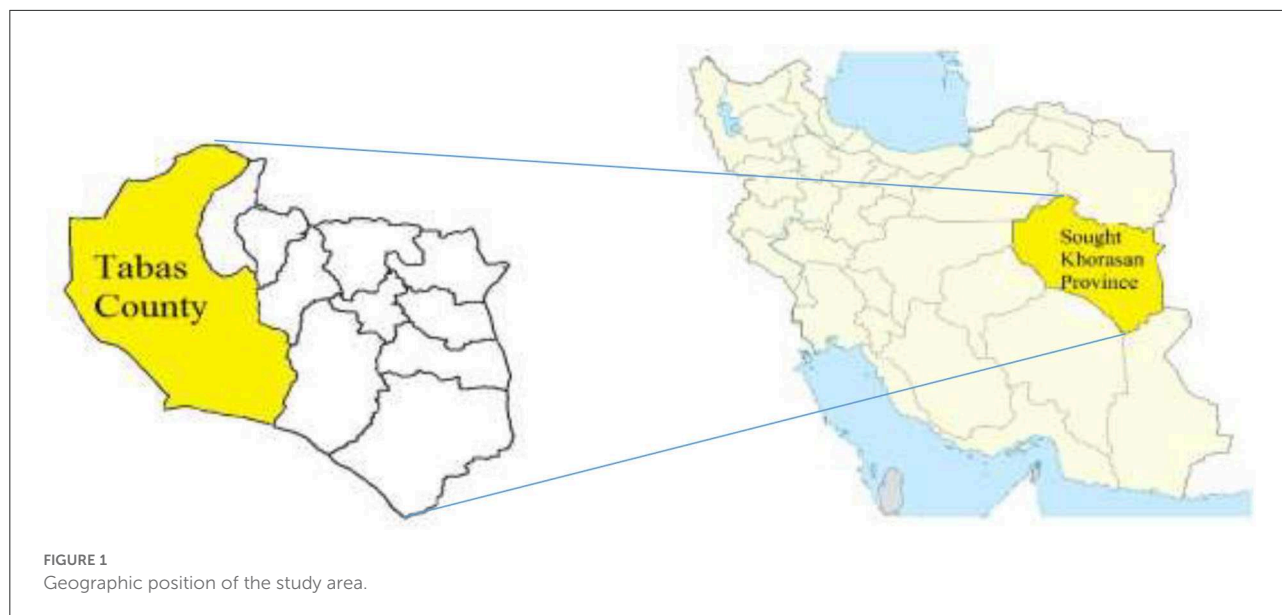 Tabas
County
Sought
Khorasan
Province
FIGURE 1
Geographic position of the study area.